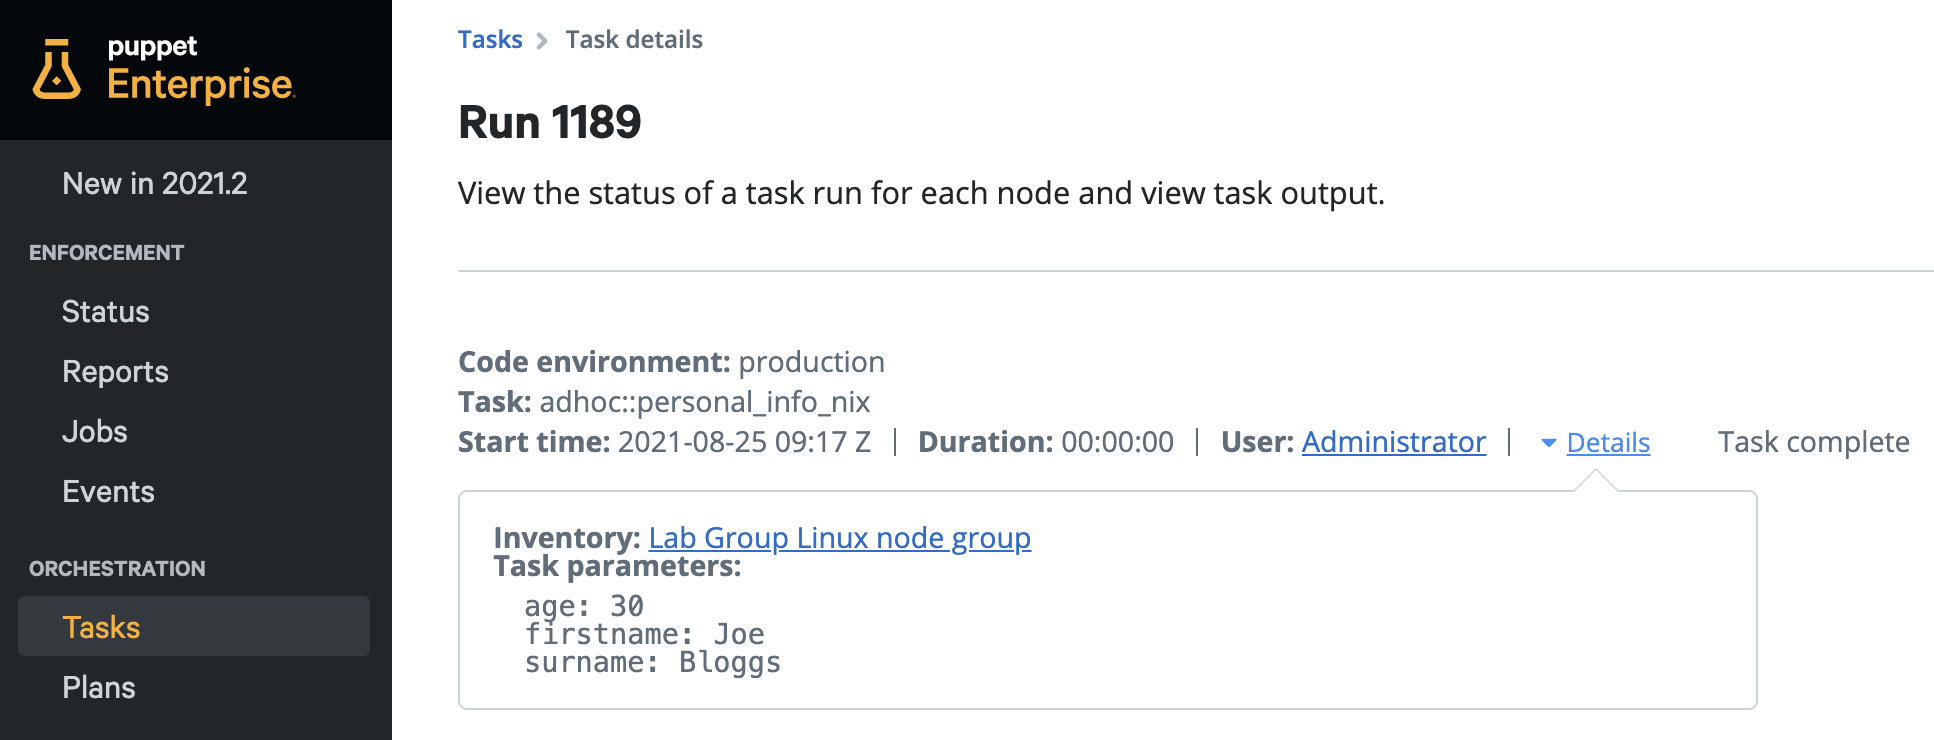 puppet
Enterprise.
New in 2021.2
ENFORCEMENT
Status
Reports
Jobs
Events
ORCHESTRATION
Tasks
Plans
Tasks > Task details
Run 1189
View the status of a task run for each node and view task output.
Code environment: production
Task: adhoc::personal_info_nix
Start time: 2021-08-25 09:17 Z | Duration: 00:00:00 | User: Administrator | Details Task complete
Inventory: Lab Group Linux node group
Task parameters:
age: 30
firstname: Joe
surname: Bloggs